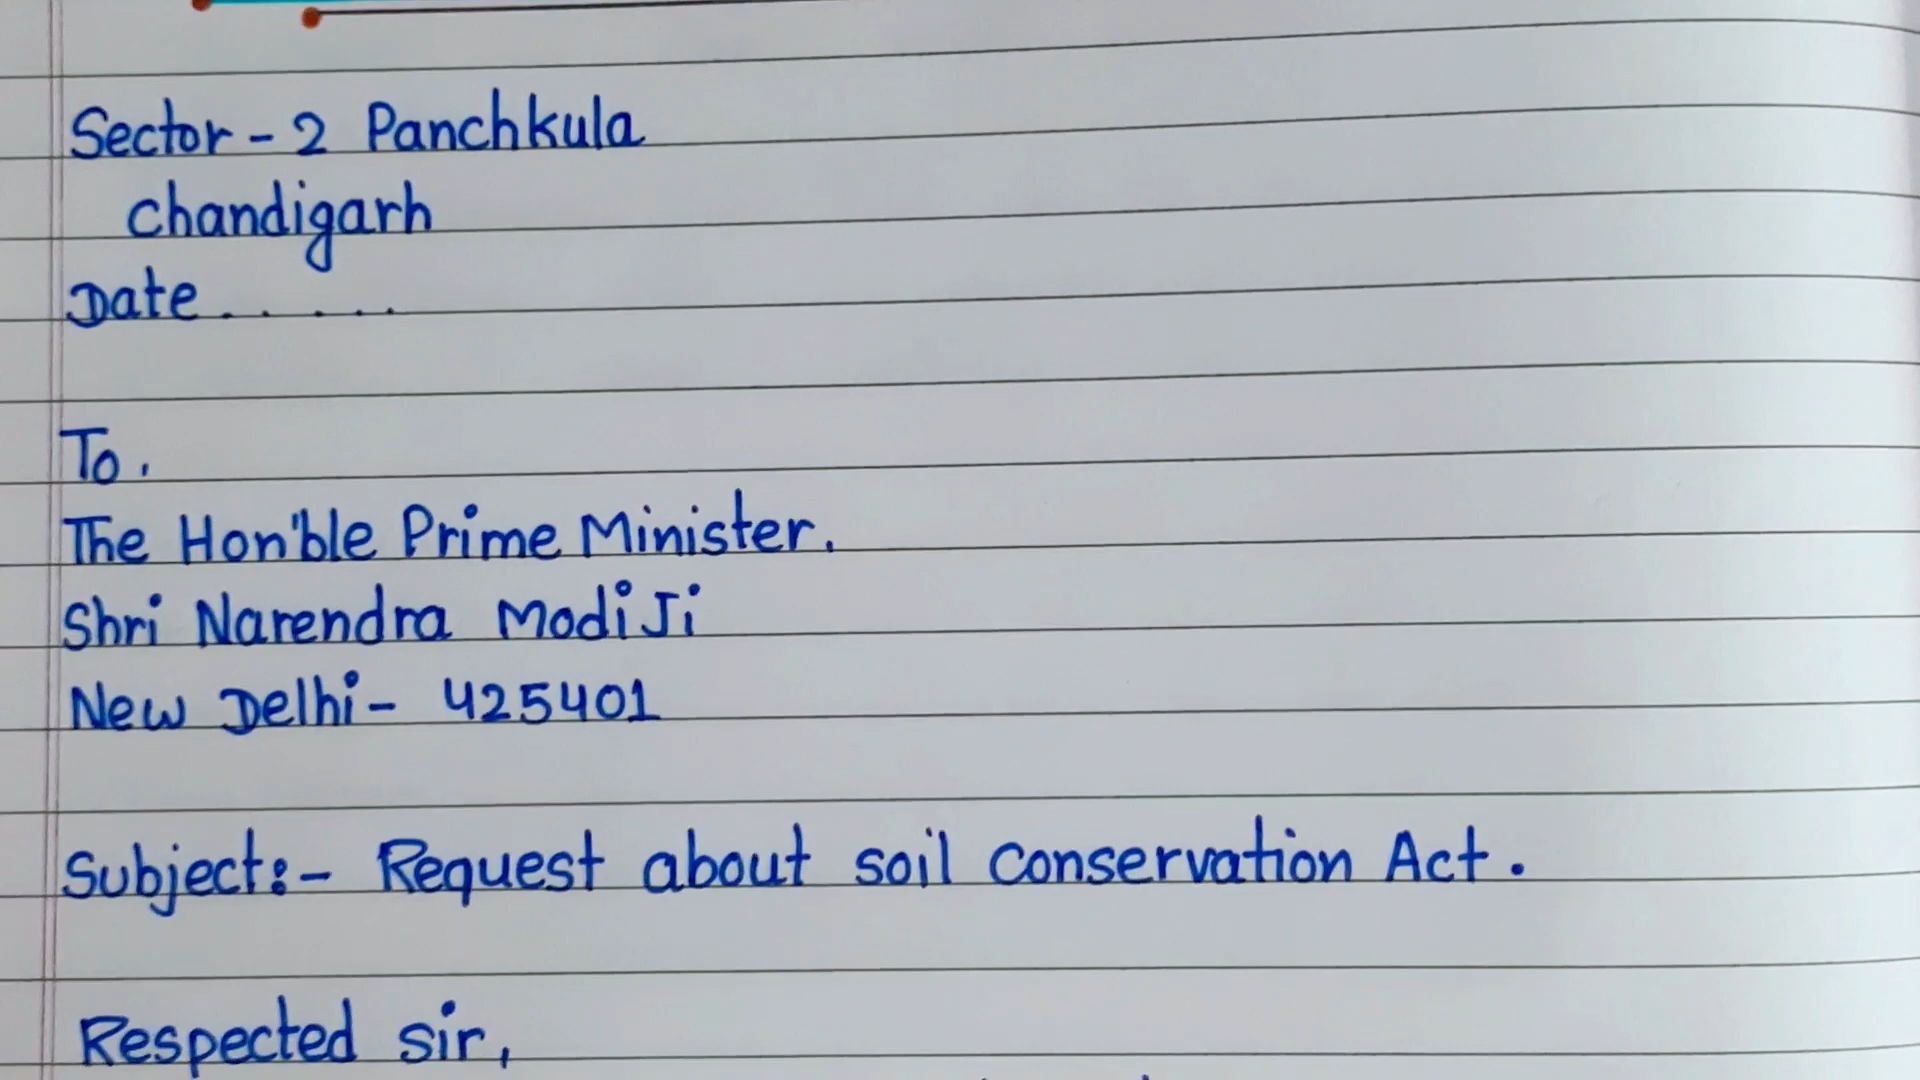 Sector - 2 Panchkula
Chandigarh
Date . . . . .
To,
The Hon'ble Prime Minister.
Shri Narendra Modi Ji
New Delhi - 425401
Subject:- Request about soil conservation Act.
Respected sir,